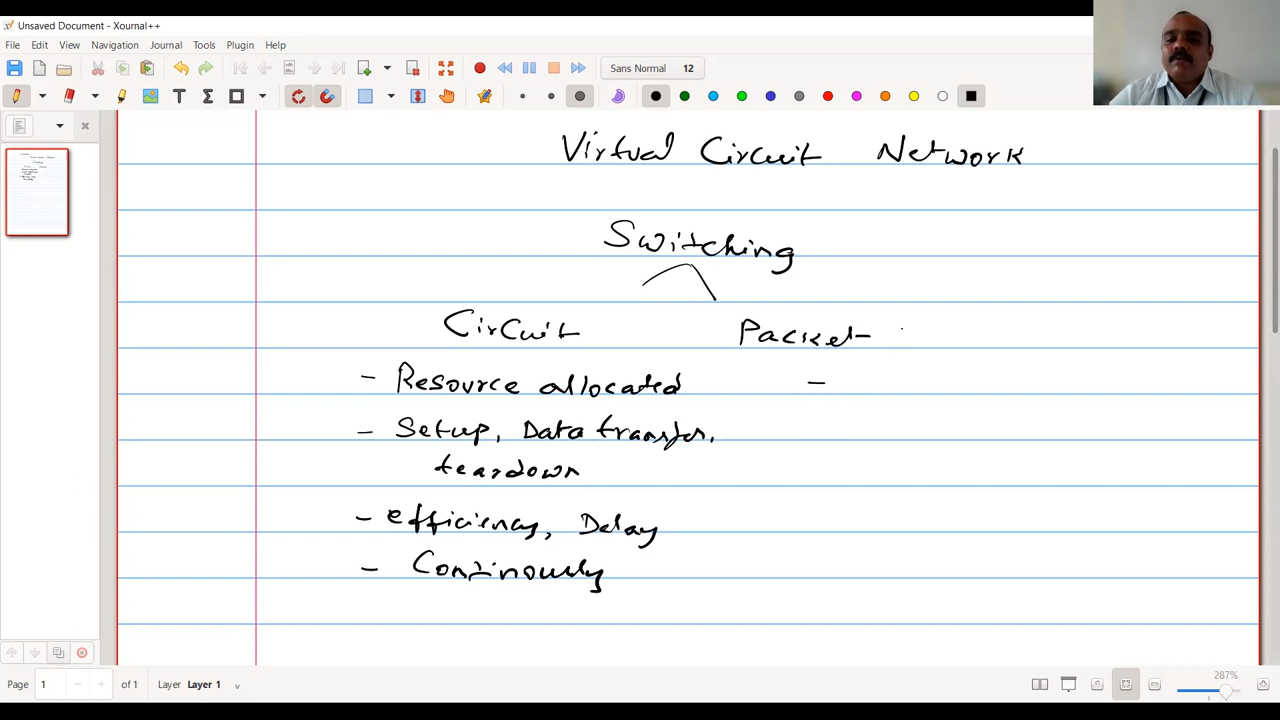 Unsaved Document - Xournal++
File Edit View Navigation Journal Tools Plugin Help
Sans Normal 12
Virtual Circuit Network
Switching
Circuit Packet
- Resource allocated -
- Setup, Data transfer,
teardown
- efficiency, Delay
- Continously
Page 1 of 1 Layer Layer 1 287%